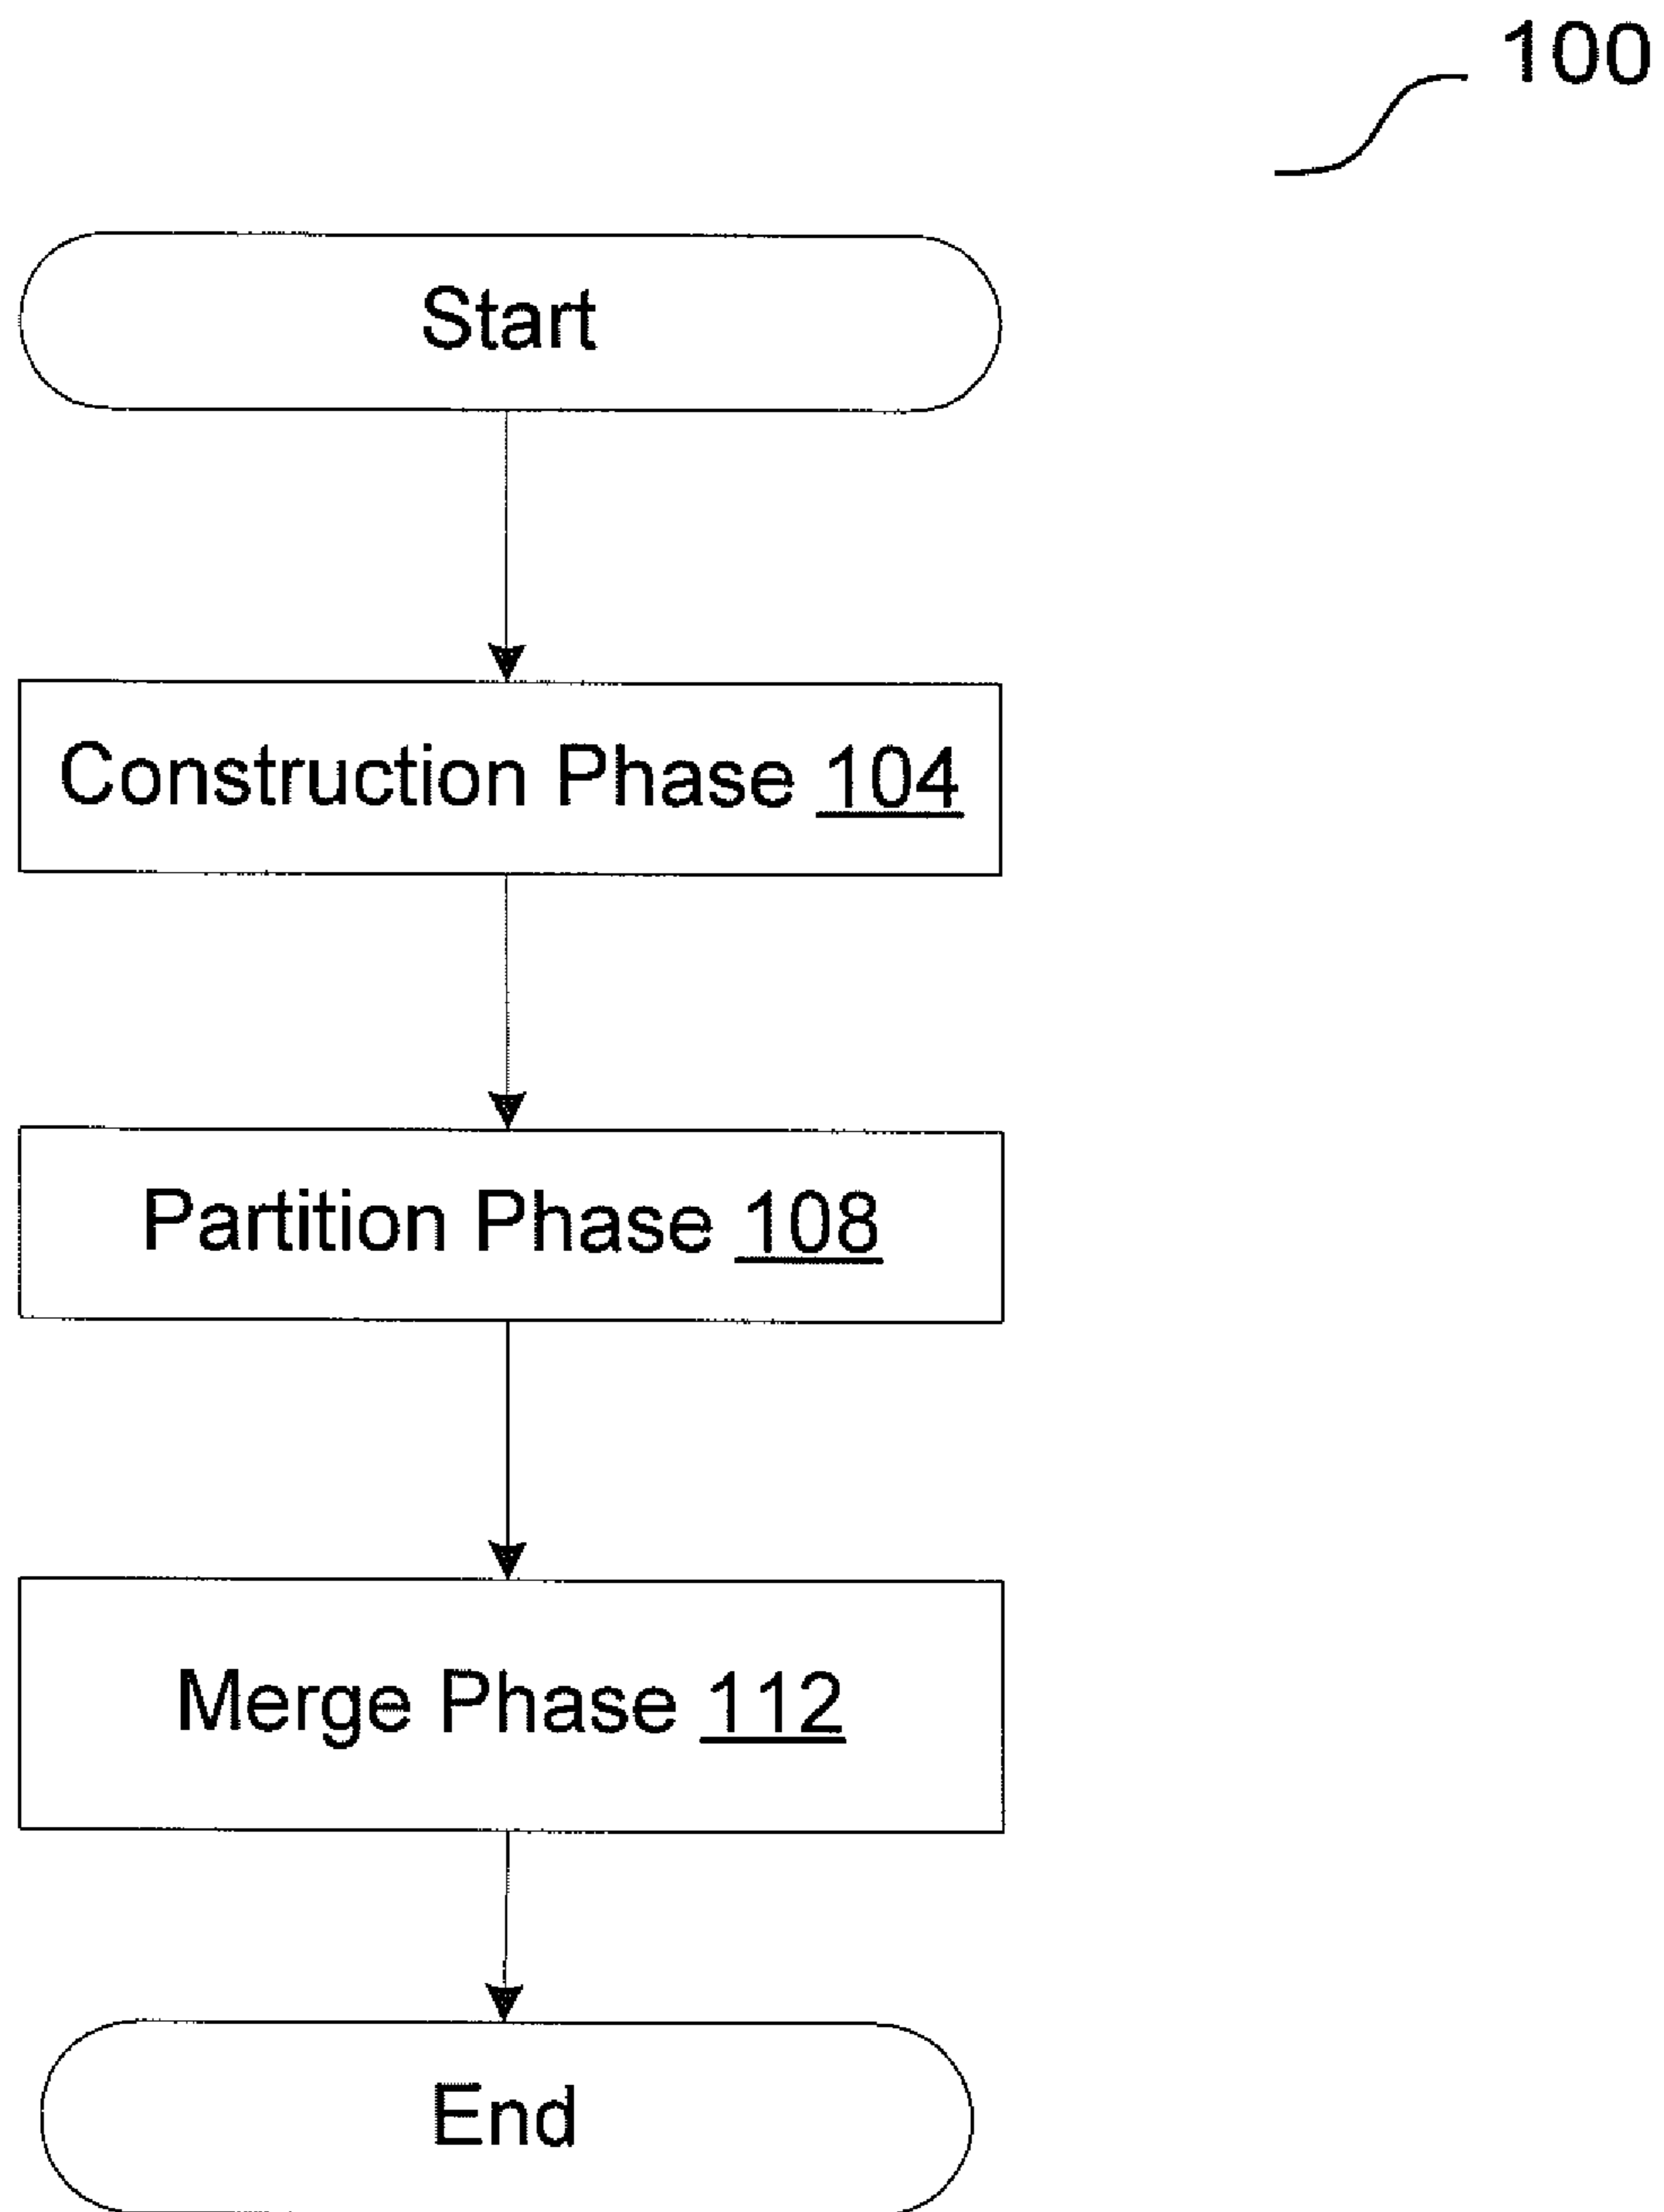 100
Start
Construction Phase 104
Partition Phase 108
Merge Phase 112
End